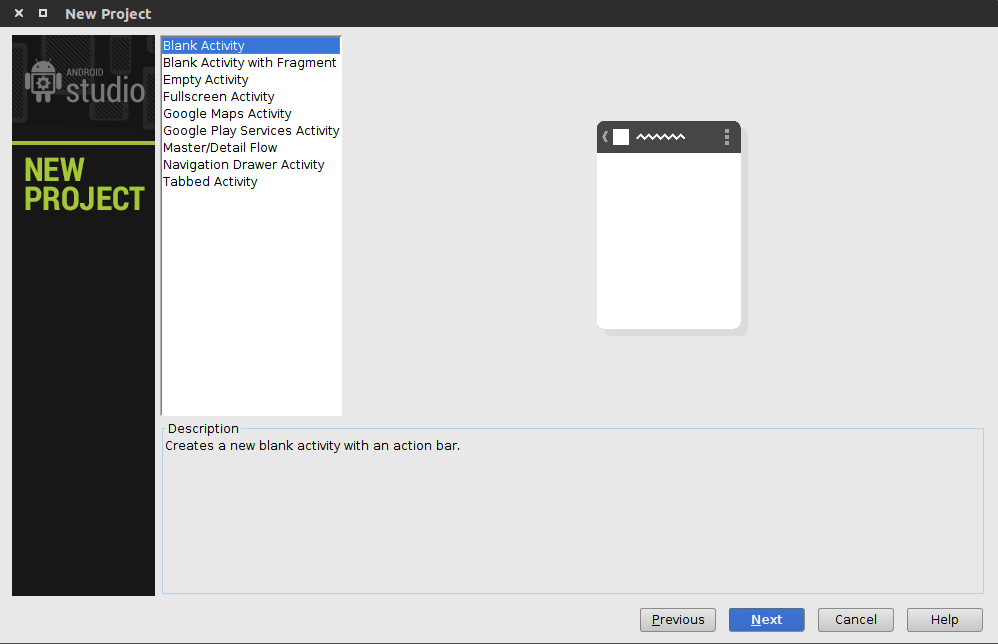 New Project
ANDROID
studio
NEW
PROJECT
Blank Activity
Blank Activity with Fragment
Empty Activity
Fullscreen Activity
Google Maps Activity
Google Play Services Activity
Master/Detail Flow
Navigation Drawer Activity
Tabbed Activity
Description
Creates a new blank activity with an action bar.
Previous
Next
Cancel
Help